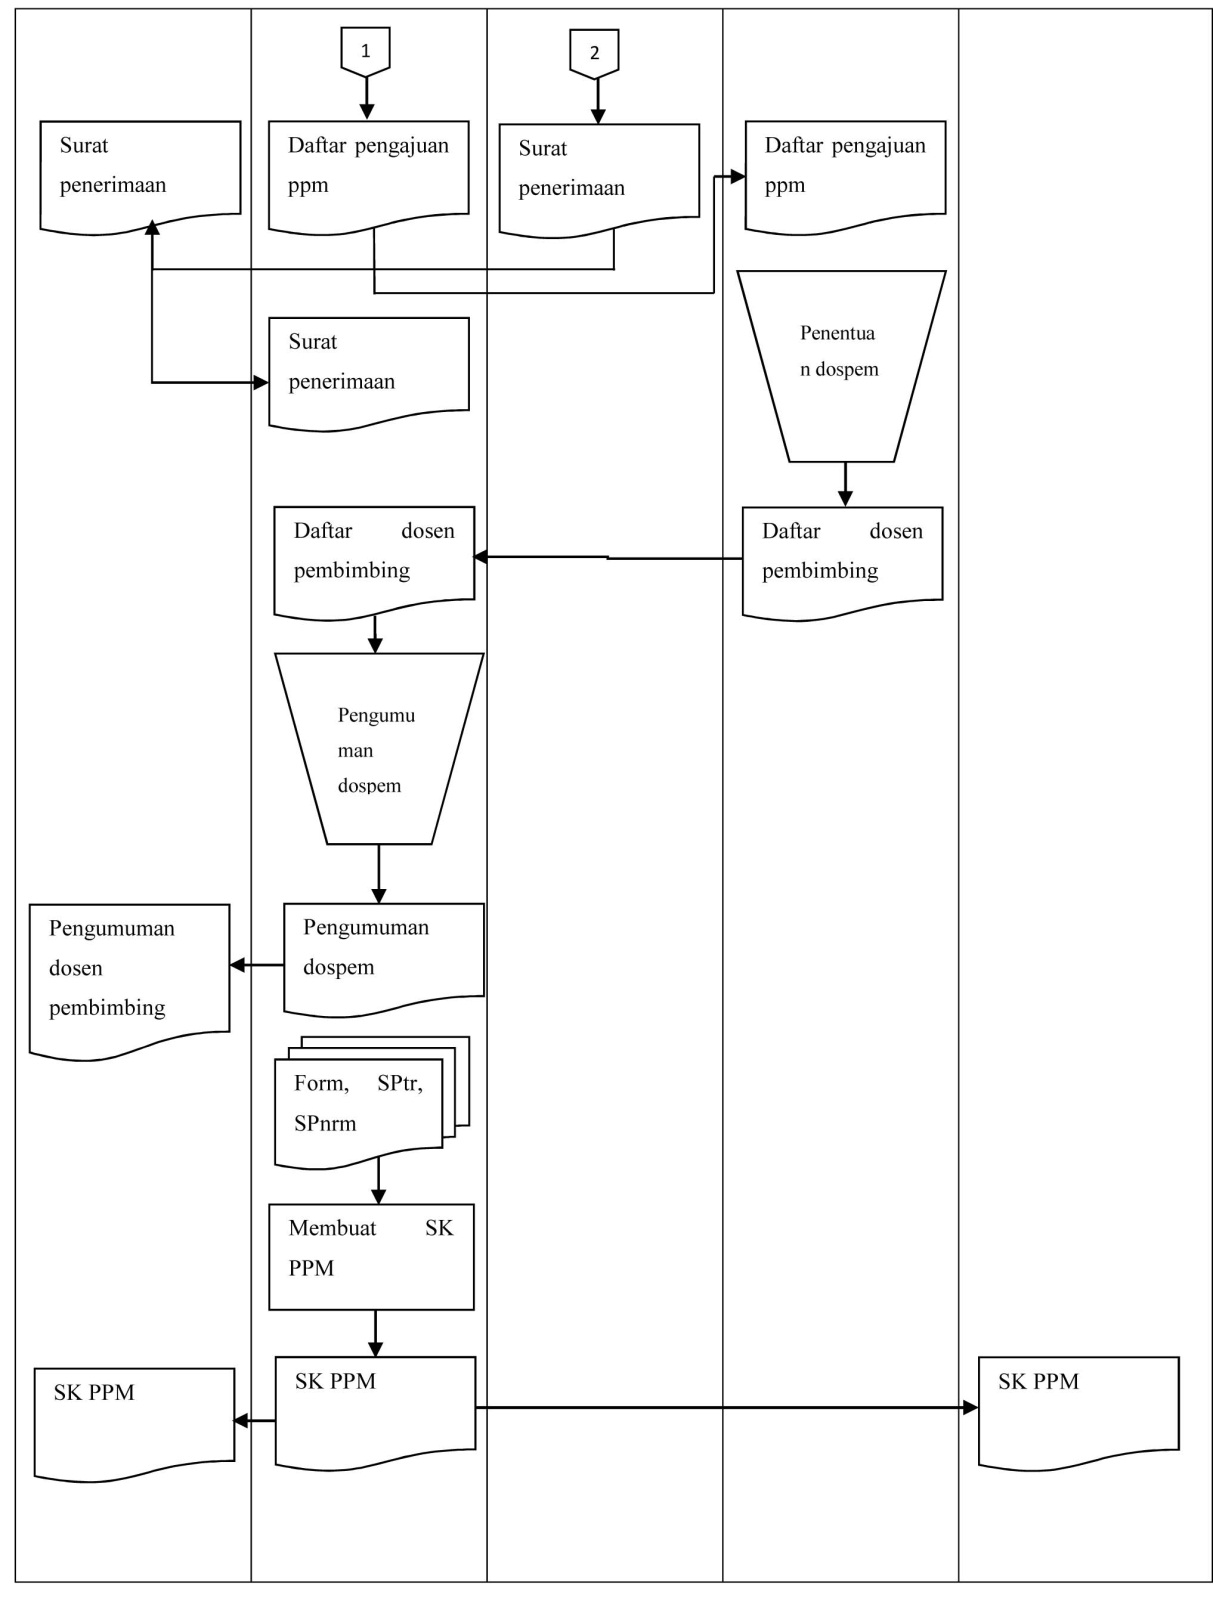 1
2
Surat
penerimaan
Daftar pengajuan
ppm
Surat
penerimaan
Daftar pengajuan
ppm
Surat
penerimaan
Penentua
n dospem
Daftar dosen
pembimbing
Daftar dosen
pembimbing
Pengumu
man
dospem
Pengumuman
dosen
pembimbing
Pengumuman
dospem
Form, SPtr,
SPnrm
Membuat SK
PPM
SK PPM
SK PPM
SK PPM